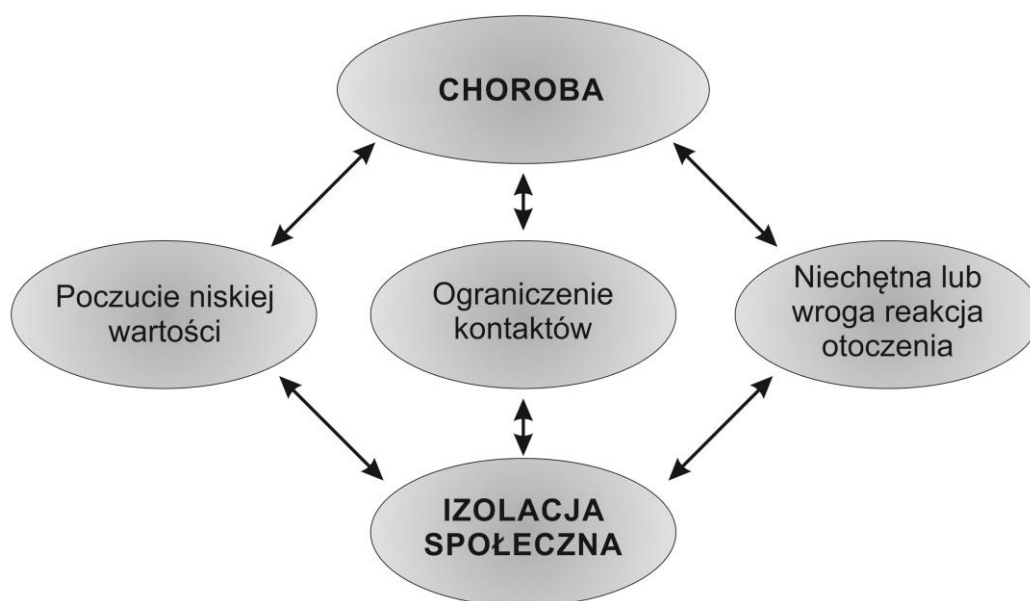 CHOROBA
Poczucie niskiej
wartości
Ograniczenie
kontaktów
Niechętna lub
wroga reakcja
otoczenia
IZOLACJA
SPOŁECZNA